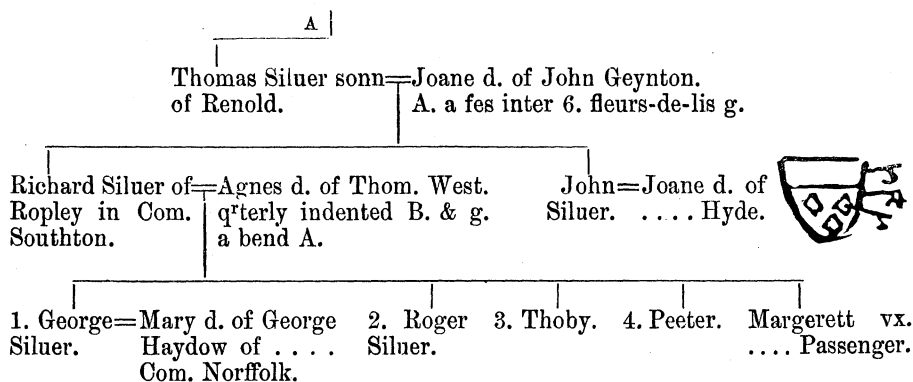 A
Thomas Siluer sonn=Joane d. of John Geynton.
of Renold. A. a fes inter 6. fleurs-de-lis g.
Richard Siluer of=Agnes d. of Thom. West.
Ropley in Com. qrterly indented B. & g.
Southton. a bend A.
John=Joane d. of
Siluer. .... Hyde.
1. George=Mary d. of George
Siluer. Haydow of ....
Com. Norffolk.
2. Roger
Siluer.
3. Thoby.
4. Peeter.
Margerett vx.
.... Passenger.